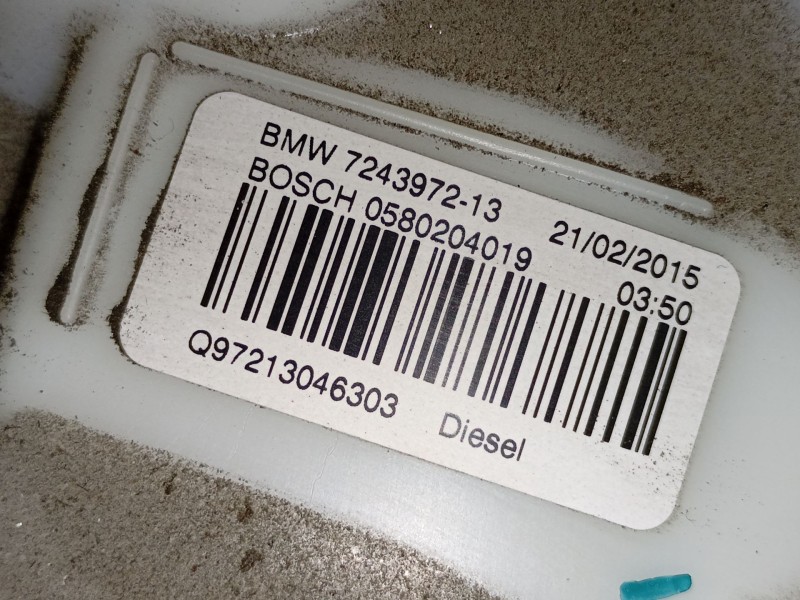 BMW 7243972-13
BOSCH 0580204019
21/02/2015
03:50
Q97213046303
Diesel